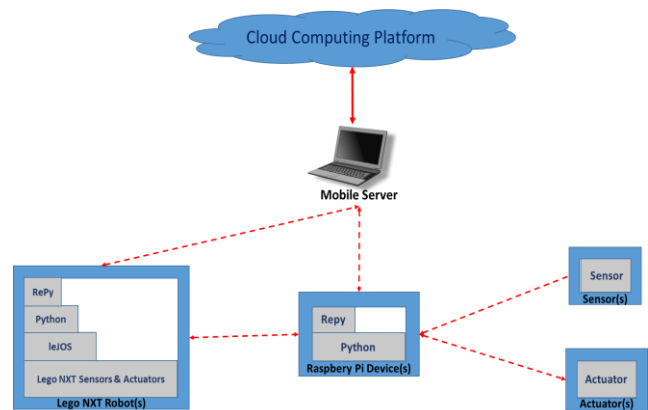 Cloud Computing Platform
Mobile Server
RePy
Python
leJOS
Lego NXT Sensors & Actuators
Lego NXT Robot(s)
Repy
Python
Raspbery Pi Device(s)
Sensor
Sensor(s)
Actuator
Actuator(s)